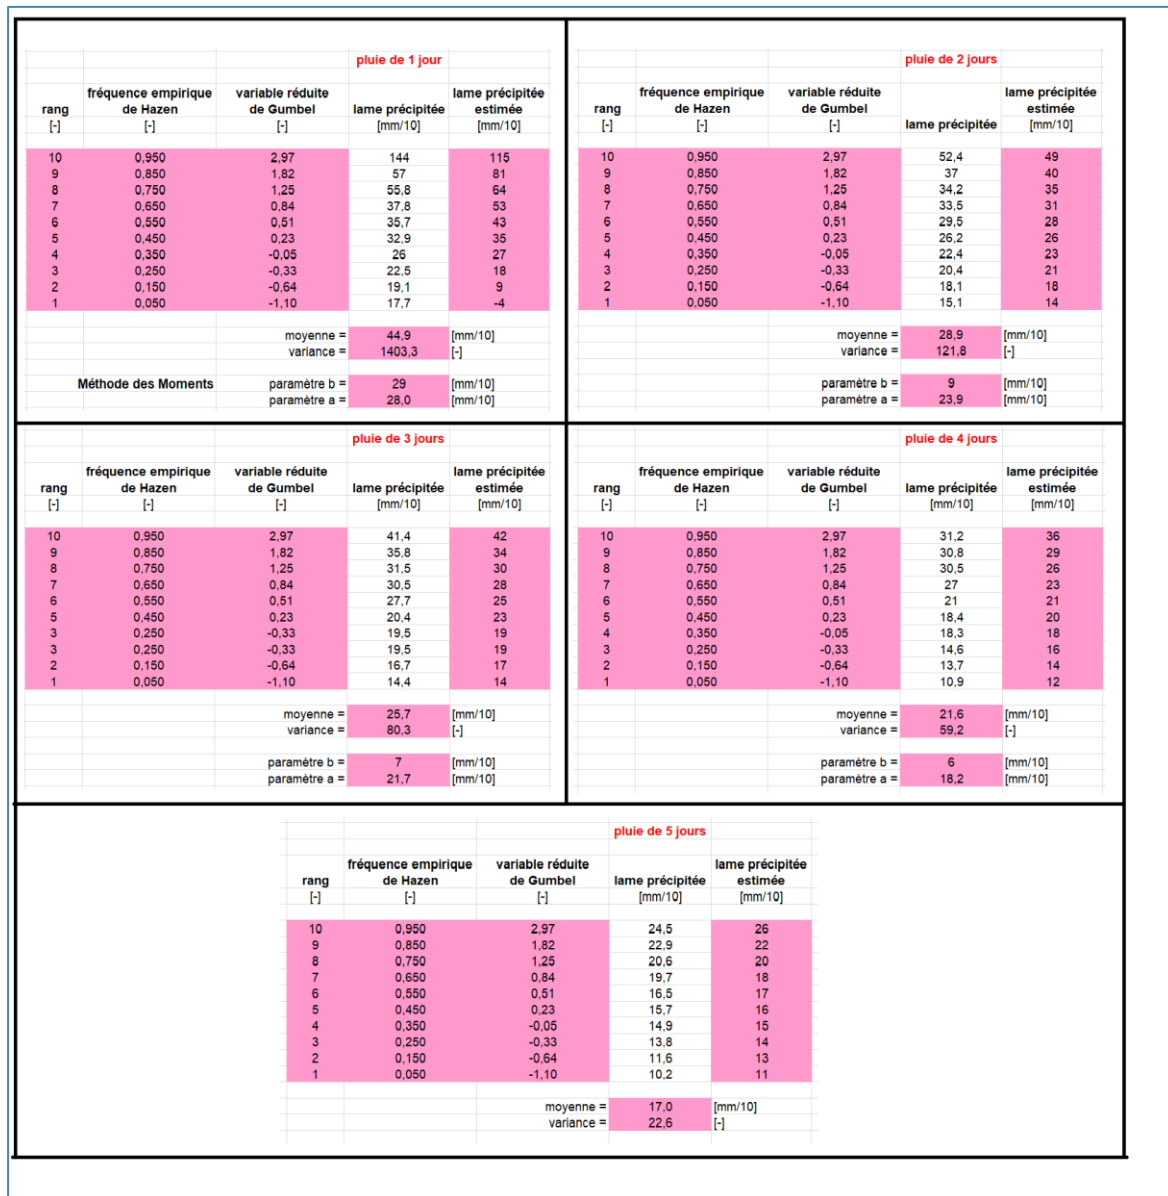 pluie de 1 jour
rang fréquence empirique de Hazen variable réduite de Gumbel lame précipitée lame précipitée estimée
[-] [-] [-] [mm/10] [mm/10]
10 0,950 2,97 144 115
9 0,850 1,82 57 81
8 0,750 1,25 55,8 64
7 0,650 0,84 37,8 53
6 0,550 0,51 35,7 43
5 0,450 0,23 32,9 35
4 0,350 -0,05 26 27
3 0,250 -0,33 22,5 18
2 0,150 -0,64 19,1 9
1 0,050 -1,10 17,7 -4
moyenne = 44,9 [mm/10]
variance = 1403,3 [-]
Méthode des Moments paramètre b = 29 [mm/10]
paramètre a = 28,0 [mm/10]
pluie de 2 jours
rang fréquence empirique de Hazen variable réduite de Gumbel lame précipitée lame précipitée estimée
[-] [-] [-] [mm/10]
10 0,950 2,97 52,4 49
9 0,850 1,82 37 40
8 0,750 1,25 34,2 35
7 0,650 0,84 33,5 31
6 0,550 0,51 29,5 28
5 0,450 0,23 26,2 26
4 0,350 -0,05 22,4 23
3 0,250 -0,33 20,4 21
2 0,150 -0,64 18,1 18
1 0,050 -1,10 15,1 14
moyenne = 28,9 [mm/10]
variance = 121,8 [-]
paramètre b = 9 [mm/10]
paramètre a = 23,9 [mm/10]
pluie de 3 jours
rang fréquence empirique de Hazen variable réduite de Gumbel lame précipitée lame précipitée estimée
[-] [-] [-] [mm/10] [mm/10]
10 0,950 2,97 41,4 42
9 0,850 1,82 35,8 34
8 0,750 1,25 31,5 30
7 0,650 0,84 30,5 28
6 0,550 0,51 27,7 25
5 0,450 0,23 20,4 23
3 0,250 -0,33 19,5 19
3 0,250 -0,33 19,5 19
2 0,150 -0,64 16,7 17
1 0,050 -1,10 14,4 14
moyenne = 25,7 [mm/10]
variance = 80,3 [-]
paramètre b = 7 [mm/10]
paramètre a = 21,7 [mm/10]
pluie de 4 jours
rang fréquence empirique de Hazen variable réduite de Gumbel lame précipitée lame précipitée estimée
[-] [-] [-] [mm/10] [mm/10]
10 0,950 2,97 31,2 36
9 0,850 1,82 30,8 29
8 0,750 1,25 30,5 26
7 0,650 0,84 27 23
6 0,550 0,51 21 21
5 0,450 0,23 18,4 20
4 0,350 -0,05 18,3 18
3 0,250 -0,33 14,6 16
2 0,150 -0,64 13,7 14
1 0,050 -1,10 10,9 12
moyenne = 21,6 [mm/10]
variance = 59,2 [-]
paramètre b = 6 [mm/10]
paramètre a = 18,2 [mm/10]
pluie de 5 jours
rang fréquence empirique de Hazen variable réduite de Gumbel lame précipitée lame précipitée estimée
[-] [-] [-] [mm/10] [mm/10]
10 0,950 2,97 24,5 26
9 0,850 1,82 22,9 22
8 0,750 1,25 20,6 20
7 0,650 0,84 19,7 18
6 0,550 0,51 16,5 17
5 0,450 0,23 15,7 16
4 0,350 -0,05 14,9 15
3 0,250 -0,33 13,8 14
2 0,150 -0,64 11,6 13
1 0,050 -1,10 10,2 11
moyenne = 17,0 [mm/10]
variance = 22,6 [-]